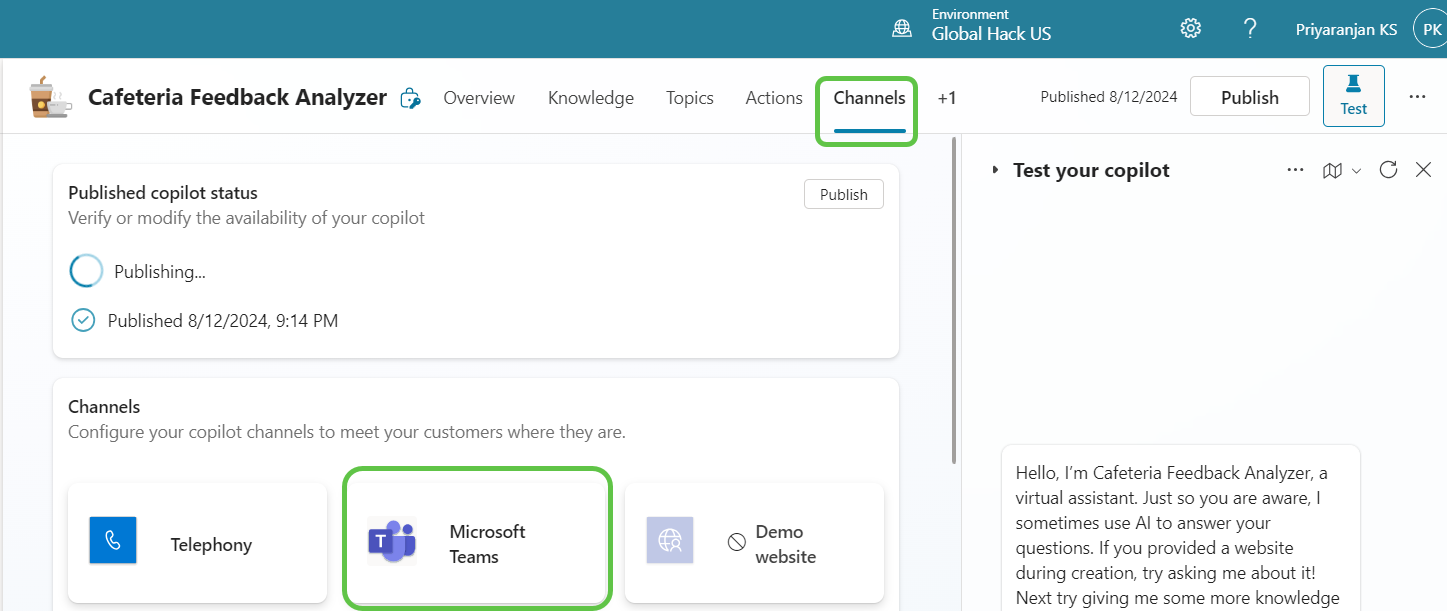 Environment
Global Hack US
Priyaranjan KS
PK
Cafeteria Feedback Analyzer
Overview
Knowledge
Topics
Actions
Channels
+1
Published 8/12/2024
Publish
Test
Published copilot status
Verify or modify the availability of your copilot
Publish
Publishing...
Published 8/12/2024, 9:14 PM
Channels
Configure your copilot channels to meet your customers where they are.
Telephony
T
Microsoft
Teams
Demo
website
Test your copilot
Hello, I’m Cafeteria Feedback Analyzer, a
virtual assistant. Just so you are aware, I
sometimes use AI to answer your
questions. If you provided a website
during creation, try asking me about it!
Next try giving me some more knowledge